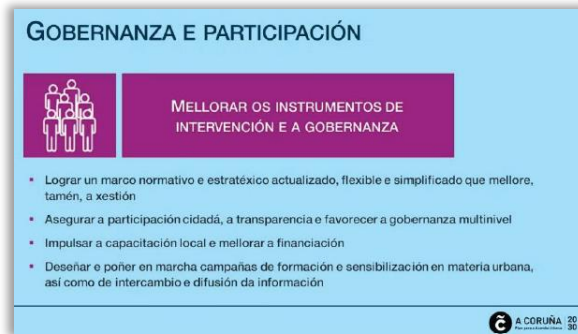 GOBERNANZA E PARTICIPACIÓN
MELLORAR OS INSTRUMENTOS DE
INTERVENCIÓN E A GOBERNANZA
▪ Lograr un marco normativo e estratéxico actualizado, flexible e simplificado que mellore,
tamén, a xestión
▪ Asegurar a participación cidadá, a transparencia e favorecer a gobernanza multinivel
▪ Impulsar a capacitación local e mellorar a financiación
▪ Deseñar e poñer en marcha campañas de formación e sensibilización en materia urbana,
así como de intercambio e difusión da información
A CORUÑA 20
30